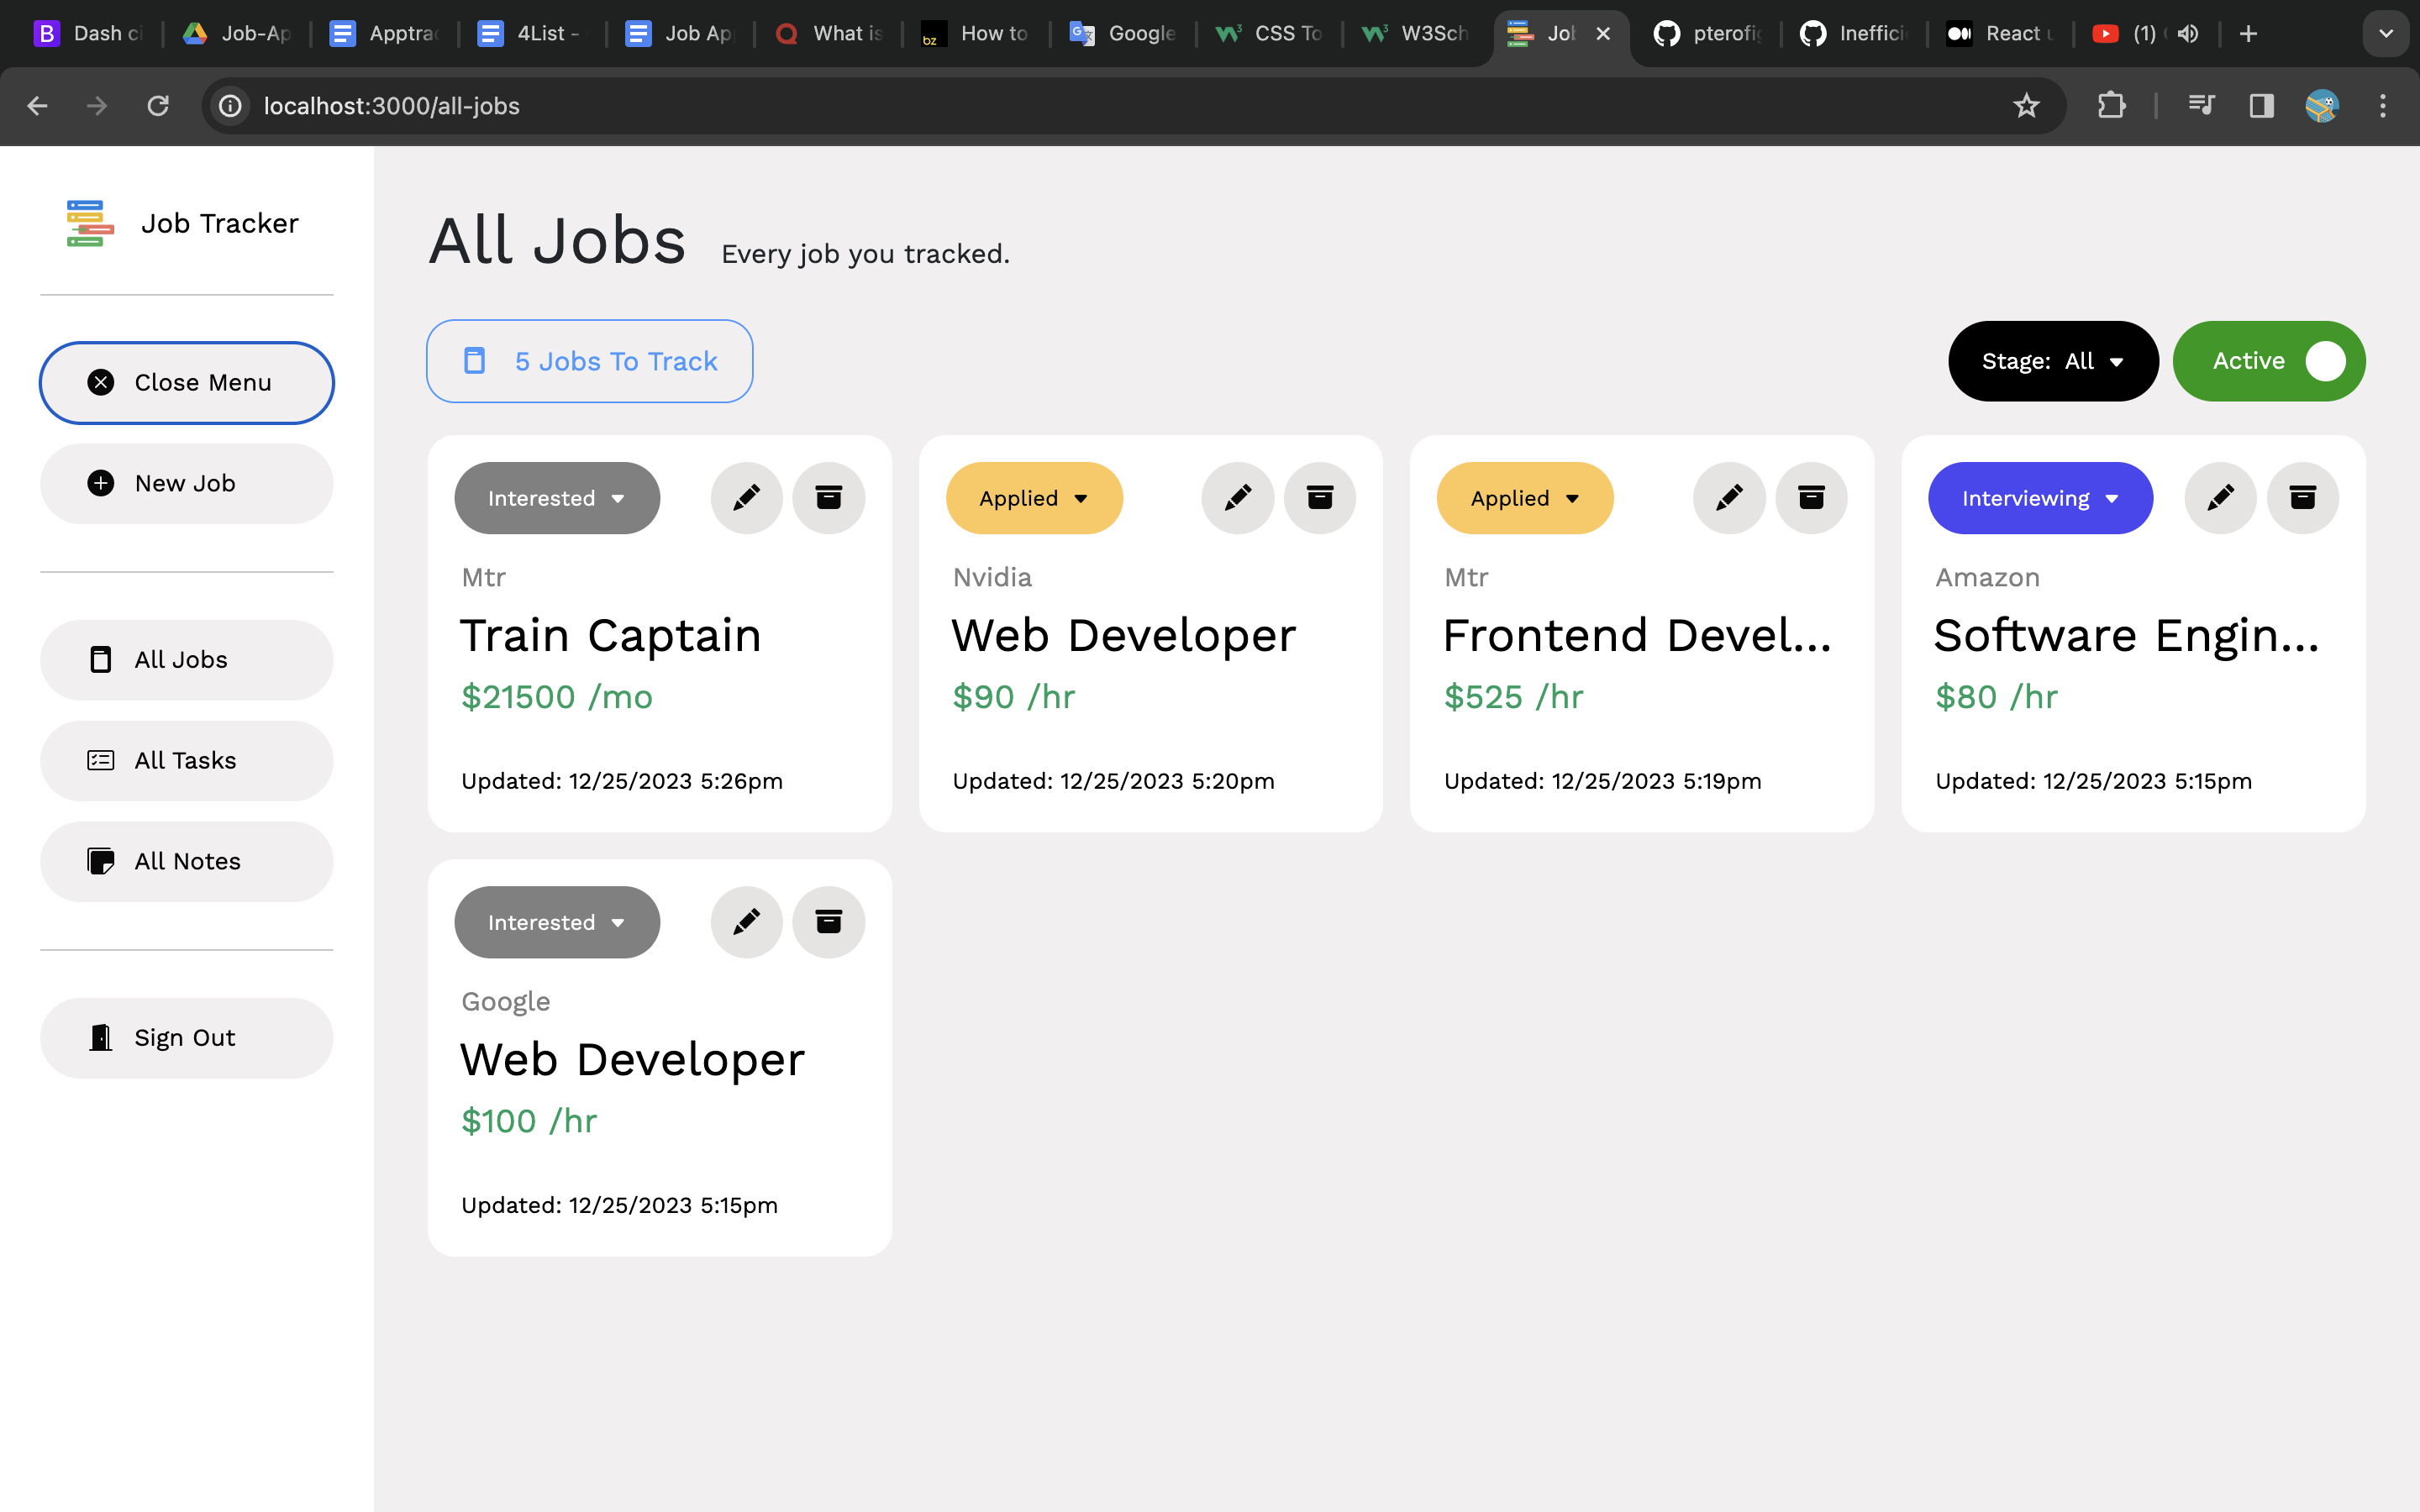 Dash ci
Job-Ap
Apptra
4List -
Job Ap
What is
How to
Google
CSS To
W3Sch
Job
pterofi
Ineffici
React u
(1)
localhost:3000/all-jobs
Job Tracker
Close Menu
New Job
All Jobs
All Tasks
All Notes
Sign Out
All Jobs Every job you tracked.
5 Jobs To Track
Stage: All
Active
Interested
Mtr
Train Captain
$21500 /mo
Updated: 12/25/2023 5:26pm
Applied
Nvidia
Web Developer
$90 /hr
Updated: 12/25/2023 5:20pm
Applied
Mtr
Frontend Devel...
$525 /hr
Updated: 12/25/2023 5:19pm
Interviewing
Amazon
Software Engin...
$80 /hr
Updated: 12/25/2023 5:15pm
Interested
Google
Web Developer
$100 /hr
Updated: 12/25/2023 5:15pm